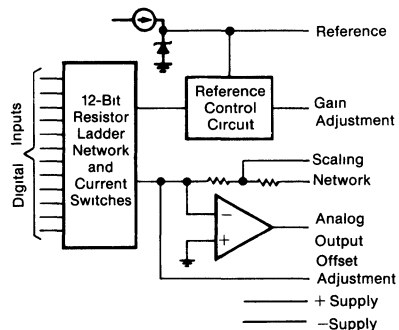 Reference
12-Bit
Resistor
Ladder
Network
and
Current
Switches
Digital Inputs
Reference
Control
Circuit
Gain
Adjustment
Scaling
Network
Analog
Output
Offset
Adjustment
+ Supply
−Supply